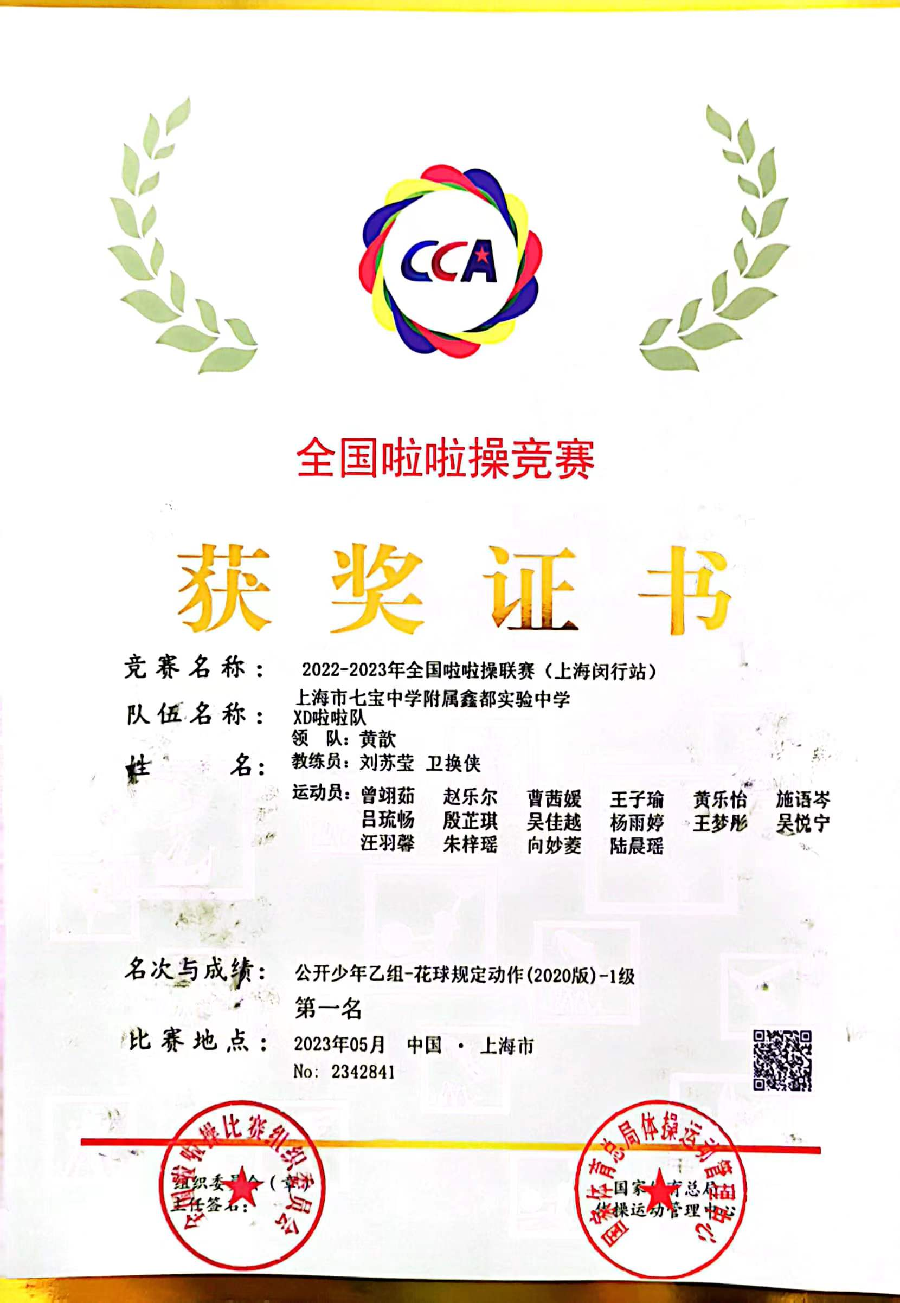 CCA
全国啦啦操竞赛
获奖证书
竞赛名称： 2022-2023年全国啦啦操联赛（上海闵行站）
队伍名称： 上海市七宝中学附属鑫都实验中学
XD啦啦队
领 队：黄歆
姓 名： 教练员：刘苏莹 卫换侠
运动员：曾翊茹 赵乐尔 曹茜媛 王子瑜 黄乐怡 施语岑
吕琉畅 殷芷琪 吴佳越 杨雨婷 王梦彤 吴悦宁
汪羽馨 朱梓瑶 向妙菱 陆晨瑶
名次与成绩： 公开少年乙组-花球规定动作(2020版)-1级
第一名
比赛地点： 2023年05月 中国 · 上海市
No: 2342841
全国啦啦操比赛组织委员会
组织委员会（章）
主任签名：
国家体育总局体操运动管理中心
国家体育总局
体操运动管理中心